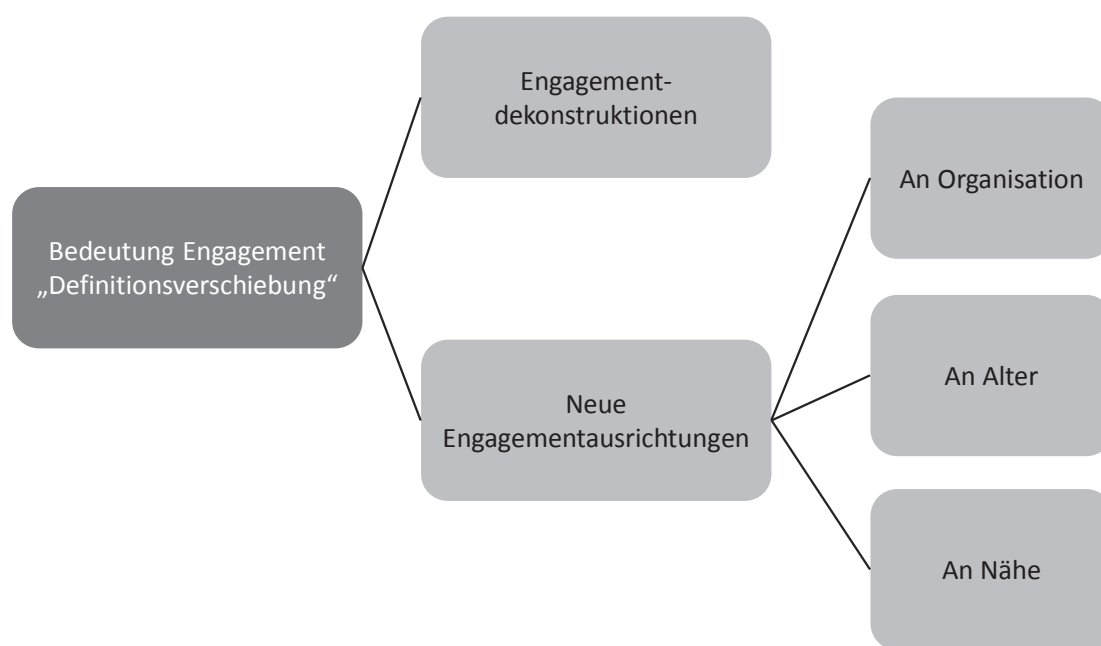 Bedeutung Engagement
„Definitionsverschiebung“
Engagement-
dekonstruktionen
Neue
Engagementausrichtungen
An Organisation
An Alter
An Nähe